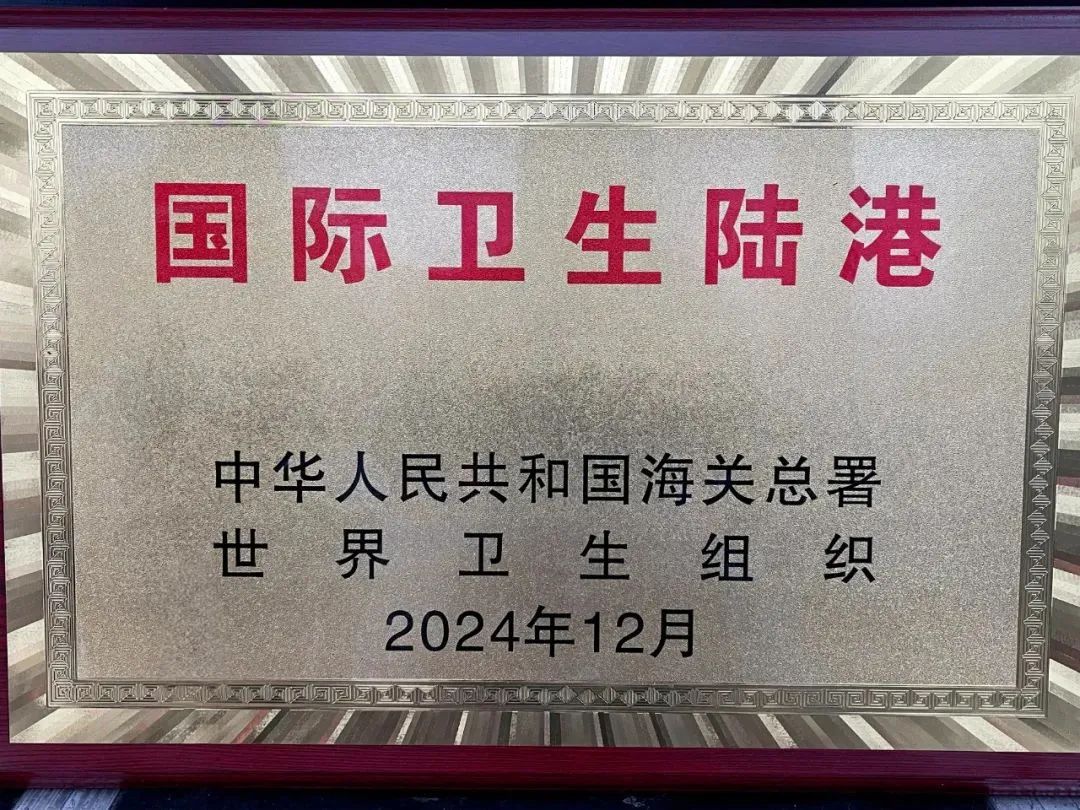 国际卫生陆港
中华人民共和国海关总署
世界卫生组织
2024年12月